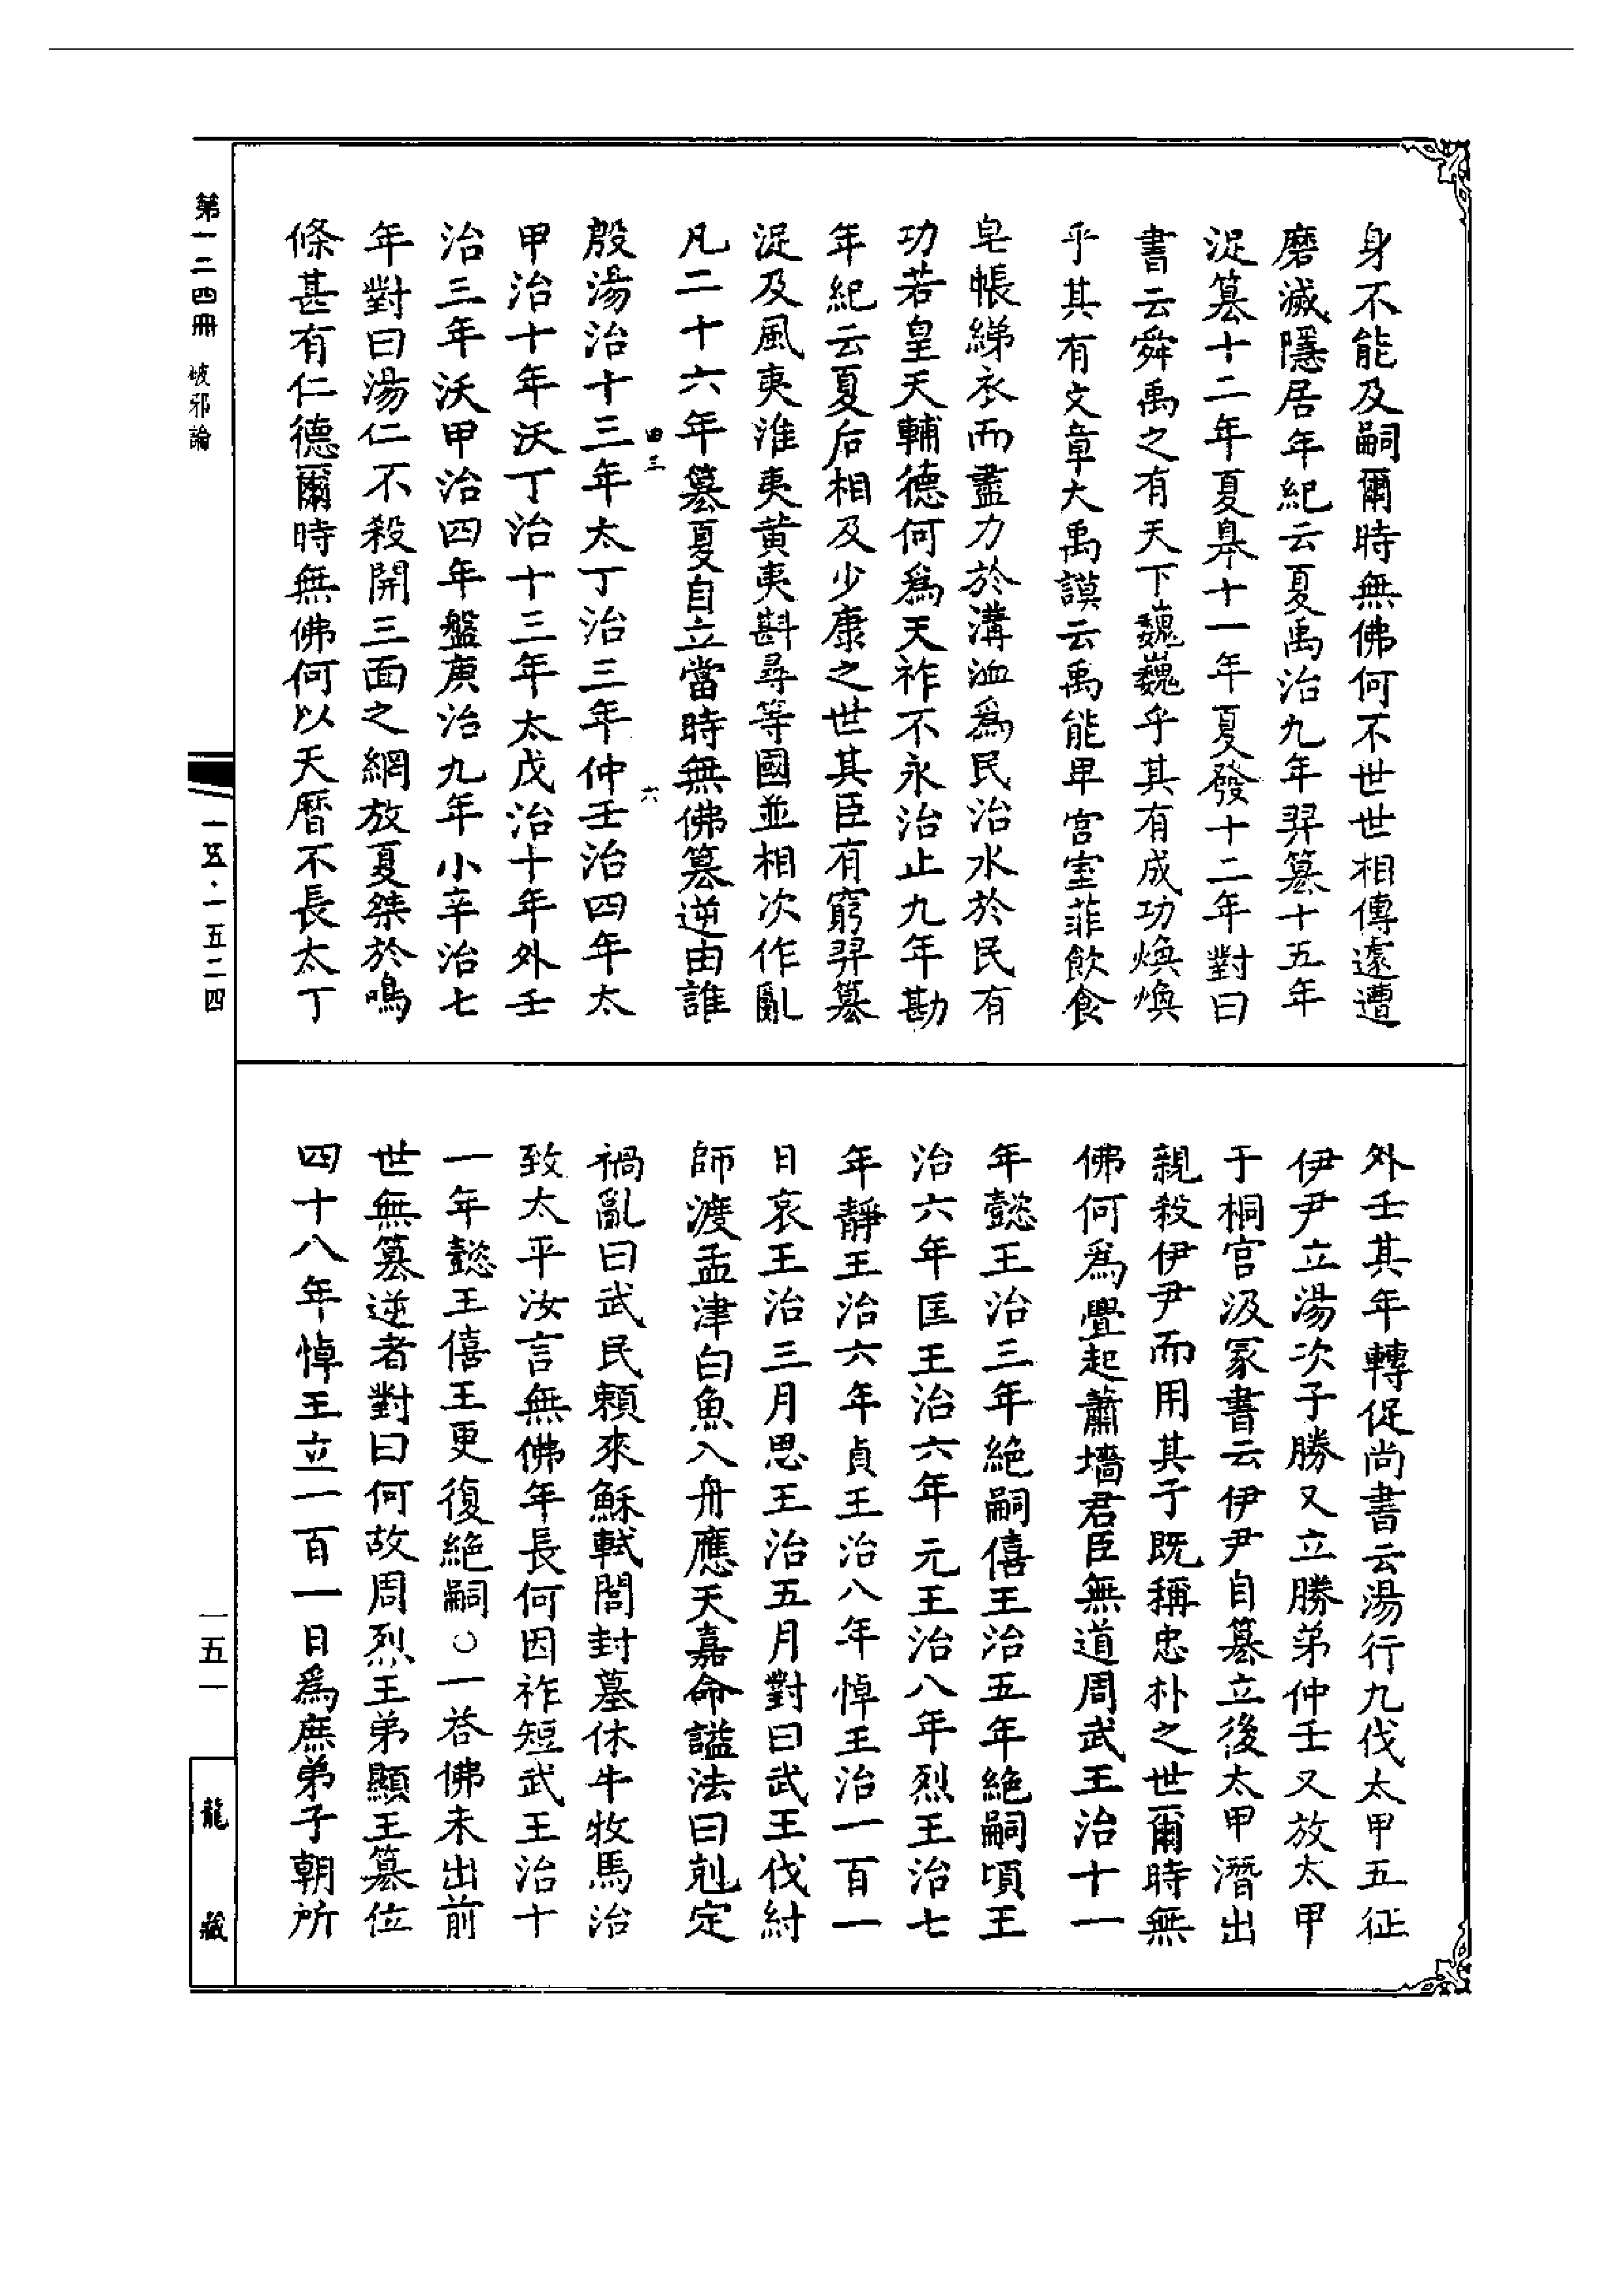 身不能及嗣爾時無佛何不世世相傳遽遭
磨滅隱居年紀云夏禹治九年羿篡十五年
浞篡十二年夏皋十一年夏發十二年對曰
書云舜禹之有天下巍巍乎其有成功煥煥
乎其有文章大禹謨云禹能卑宮室菲飲食
皂帳綈衣而盡力於溝洫為民治水於民有
功若皇天輔德何為天祚不永治止九年勘
年紀云夏后相及少康之世其臣有窮羿篡
浞及風夷淮夷黃夷斟尋等國並相次作亂
凡二十六年篡夏自立當時無佛篡逆由誰
殷湯治十三年太丁治三年仲壬治四年太
甲治十年沃丁治十三年太戊治十年外壬
治三年沃甲治四年盤庚治九年小辛治七
年對曰湯仁不殺開三面之網放夏桀於鳴
條甚有仁德爾時無佛何以天曆不長太丁
外壬其年轉促尚書云湯行九伐太甲五征
伊尹立湯次子勝又立勝弟仲壬又放太甲
于桐宮汲冢書云伊尹自篡立後太甲潛出
親殺伊尹而用其子既稱忠朴之世爾時無
佛何為舋起蕭墻君臣無道周武王治十一
年懿王治三年絕嗣僖王治五年絕嗣頃王
治六年匡王治六年元王治八年烈王治七
年靜王治六年貞王治八年悼王治一百一
日哀王治三月思王治五月對曰武王伐紂
師渡孟津白魚入舟應天嘉命謚法曰剋定
禍亂曰武民賴來穌軾閭封墓休牛牧馬治
致太平汝言無佛年長何因祚短武王治十
一年懿王僖王更復絕嗣○一荅佛未出前
世無篡逆者對曰何故周烈王弟顯王篡位
四十八年悼王立一百一日為庶弟子朝所
第一二四冊 破邪論
一一五·一五二四
一五一
龍藏